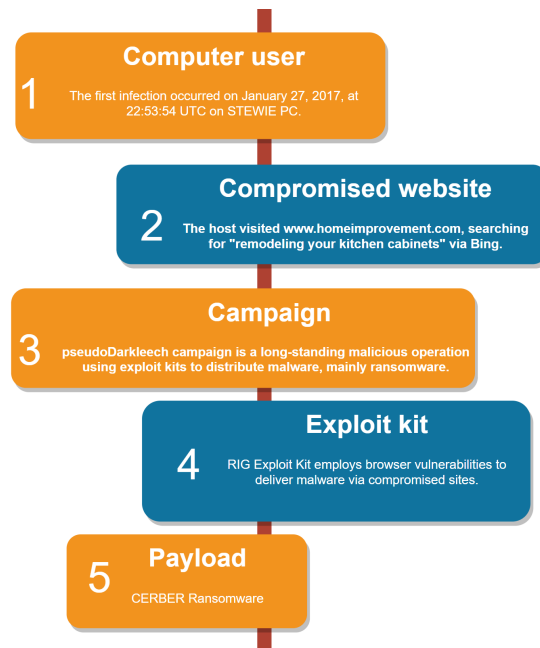 Computer user
1
The first infection occurred on January 27, 2017, at
22:53:54 UTC on STEWIE PC.
Compromised website
2
The host visited www.homeimprovement.com, searching
for "remodeling your kitchen cabinets" via Bing.
Campaign
3
pseudoDarkleech campaign is a long-standing malicious operation
using exploit kits to distribute malware, mainly ransomware.
Exploit kit
4
RIG Exploit Kit employs browser vulnerabilities to
deliver malware via compromised sites.
Payload
5
CERBER Ransomware